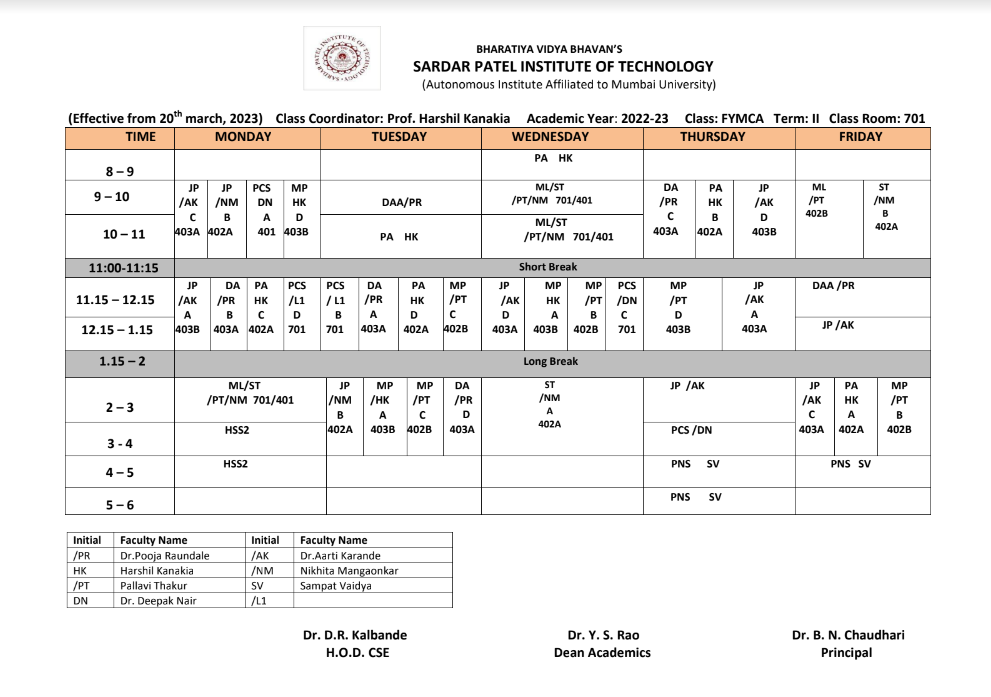 BHARATIYA VIDYA BHAVAN'S
SARDAR PATEL INSTITUTE OF TECHNOLOGY
(Autonomous Institute Affiliated to Mumbai University)
(Effective from 20th march, 2023) Class Coordinator: Prof. Harshil Kanakia Academic Year: 2022-23 Class: FYMCA Term: II Class Room: 701
TIME MONDAY TUESDAY WEDNESDAY THURSDAY FRIDAY
8 – 9 PA HK
9 – 10
10 – 11
JP /AK C 403A
JP /NM B 402A
PCS DN A 401
MP HK D 403B
DAA/PR
PA HK
ML/ST /PT/NM 701/401
ML/ST /PT/NM 701/401
DA /PR C 403A
PA HK B 402A
JP /AK D 403B
ML /PT 402B
ST /NM B 402A
11:00-11:15 Short Break
11.15 – 12.15
12.15 – 1.15
JP /AK A 403B
DA /PR B 403A
PA HK C 402A
PCS /L1 D 701
PCS / L1 B 701
DA /PR A 403A
PA HK D 402A
MP /PT C 402B
JP /AK D 403A
MP HK A 403B
MP /PT B 402B
PCS /DN C 701
MP /PT D 403B
JP /AK A 403A
DAA /PR
JP /AK
1.15 – 2 Long Break
2 – 3
3 - 4
ML/ST /PT/NM 701/401
HSS2
JP /NM B 402A
MP /HK A 403B
MP /PT C 402B
DA /PR D 403A
ST /NM A 402A
JP /AK
PCS /DN
JP /AK C 403A
PA HK A 402A
MP /PT B 402B
4 – 5 HSS2 PNS SV PNS SV
5 – 6 PNS SV
Initial Faculty Name Initial Faculty Name
/PR Dr.Pooja Raundale /AK Dr.Aarti Karande
HK Harshil Kanakia /NM Nikhita Mangaonkar
/PT Pallavi Thakur SV Sampat Vaidya
DN Dr. Deepak Nair /L1
Dr. D.R. Kalbande Dr. Y. S. Rao Dr. B. N. Chaudhari
H.O.D. CSE Dean Academics Principal